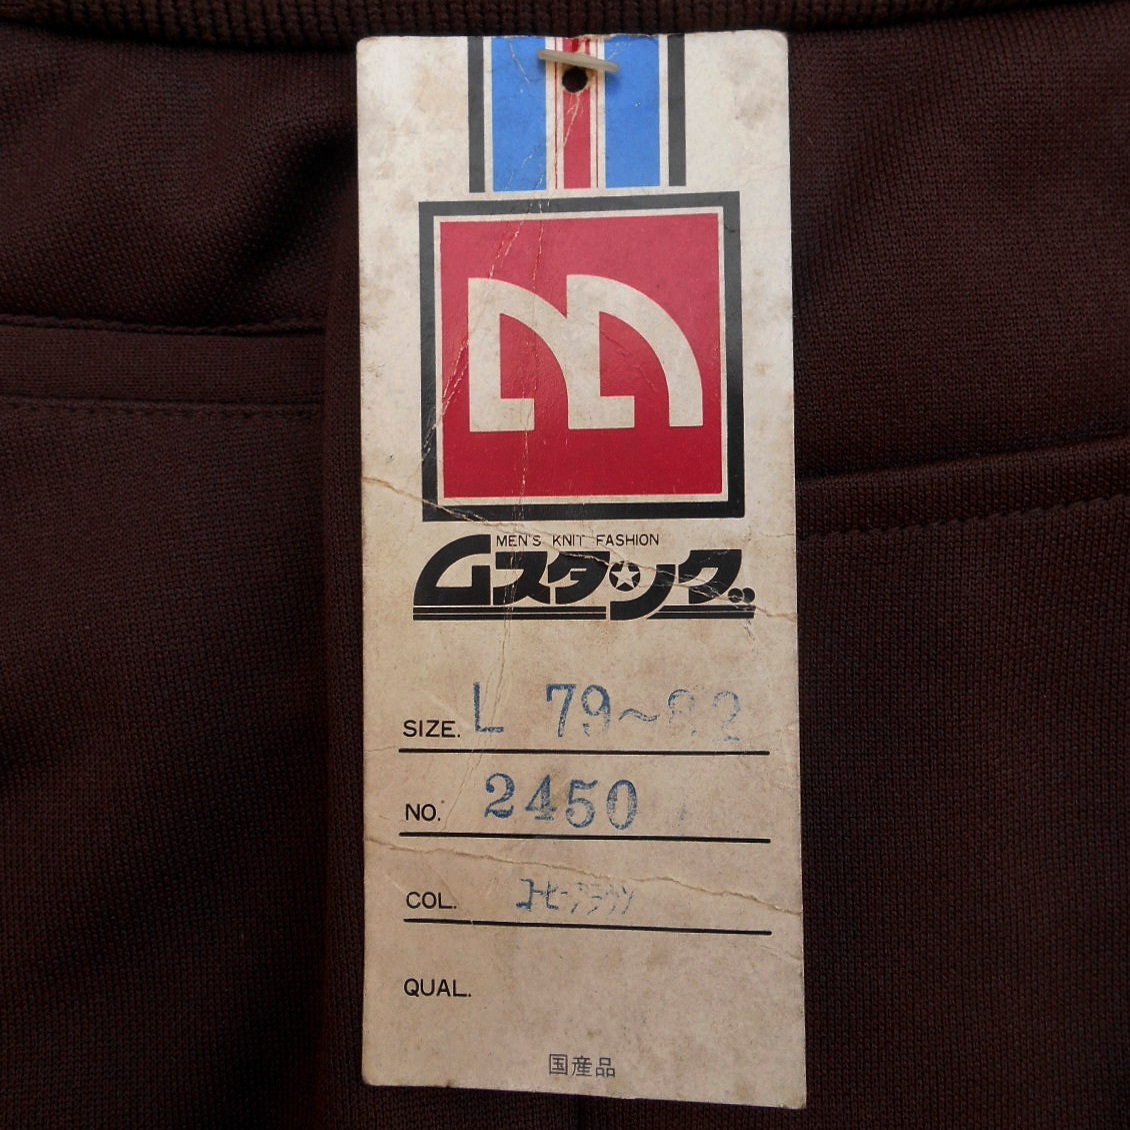 MEN'S KNIT FASHION
ムスタング
SIZE. L 79~82
NO. 2450
COL. コーヒーブラウン
QUAL.
国産品